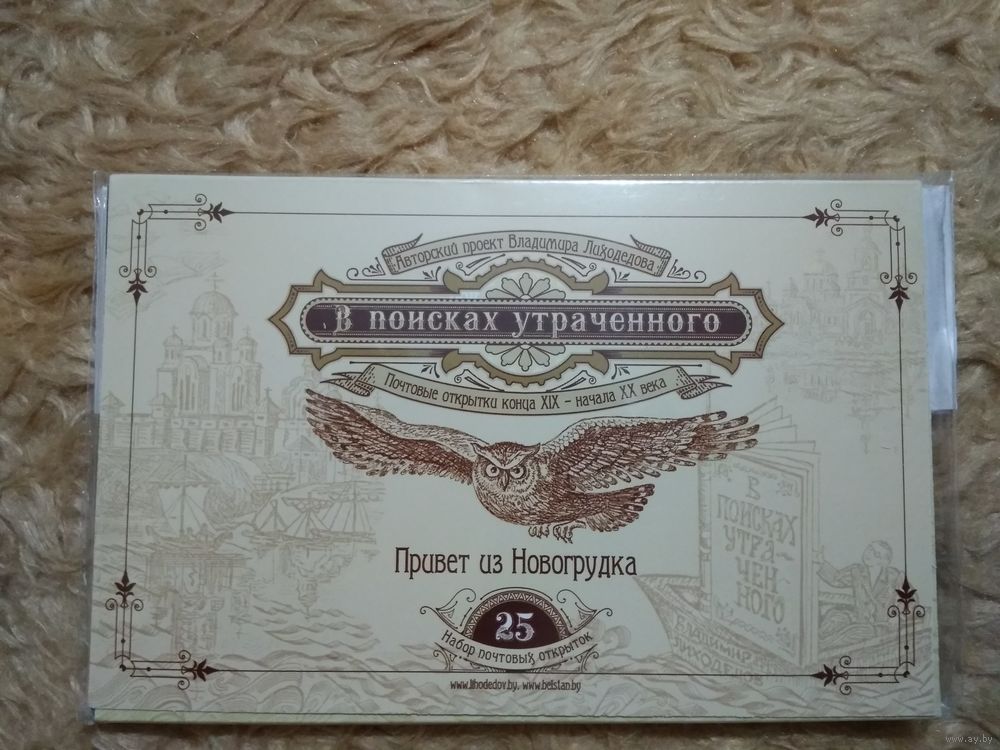 Авторский проект Владимира Лиходедова
В поисках утраченного
Почтовые открытки конца XIX – начала XX века
Привет из Новогрудка
25
Набор почтовых открыток
www.lihodedov.by, www.belstan.by
В
ПОИСКАХ
УТРА-
ЧЕН
НОГО
ВЛАДИМИР
ЛИХОДЕДОВ
www.ay.by